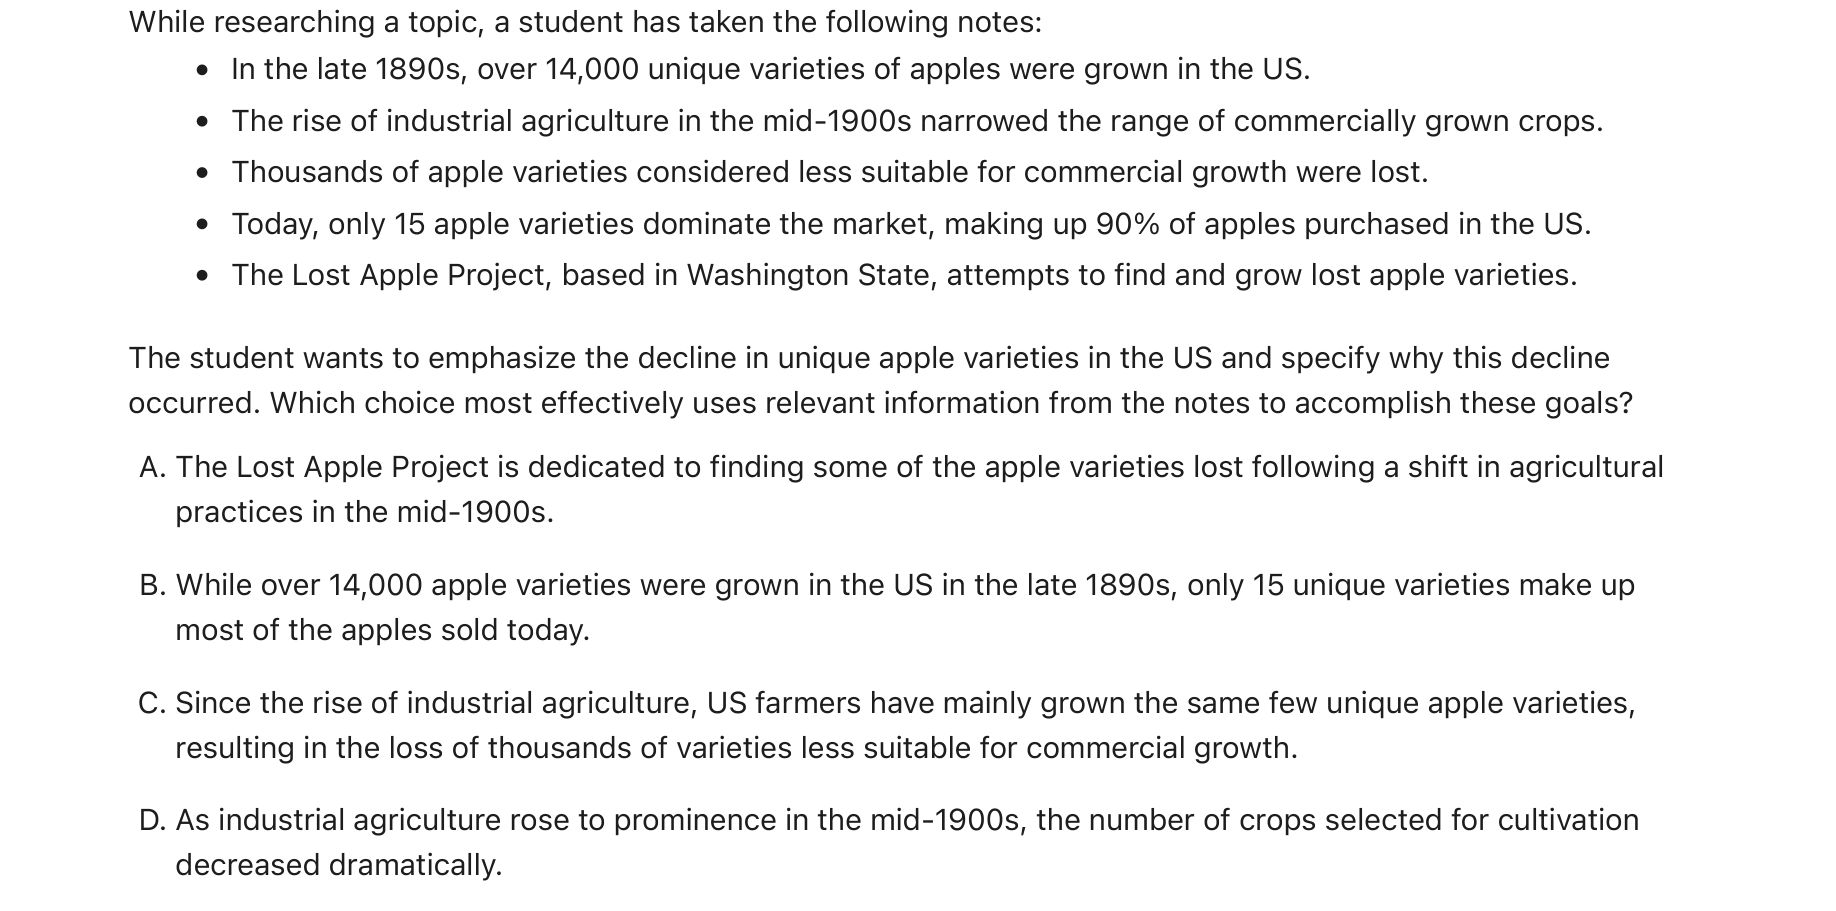 While researching a topic, a student has taken the following notes:
• In the late 1890s, over 14,000 unique varieties of apples were grown in the US.
• The rise of industrial agriculture in the mid-1900s narrowed the range of commercially grown crops.
• Thousands of apple varieties considered less suitable for commercial growth were lost.
• Today, only 15 apple varieties dominate the market, making up 90% of apples purchased in the US.
• The Lost Apple Project, based in Washington State, attempts to find and grow lost apple varieties.
The student wants to emphasize the decline in unique apple varieties in the US and specify why this decline
occurred. Which choice most effectively uses relevant information from the notes to accomplish these goals?
A. The Lost Apple Project is dedicated to finding some of the apple varieties lost following a shift in agricultural
practices in the mid-1900s.
B. While over 14,000 apple varieties were grown in the US in the late 1890s, only 15 unique varieties make up
most of the apples sold today.
C. Since the rise of industrial agriculture, US farmers have mainly grown the same few unique apple varieties,
resulting in the loss of thousands of varieties less suitable for commercial growth.
D. As industrial agriculture rose to prominence in the mid-1900s, the number of crops selected for cultivation
decreased dramatically.